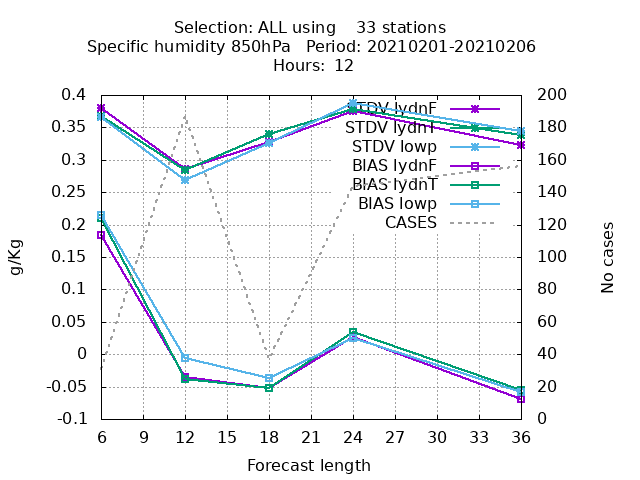 Selection: ALL using    33 stations
Specific humidity 850hPa   Period: 20210201-20210206
Hours:  12
0.4
0.35
0.3
0.25
0.2
0.15
0.1
0.05
0
-0.05
-0.1
200
180
160
140
120
100
80
60
40
20
0
g/Kg
No cases
STDV lydnF
STDV lydnT
STDV lowp
BIAS lydnF
BIAS lydnT
BIAS lowp
CASES
6 9 12 15 18 21 24 27 30 33 36
Forecast length